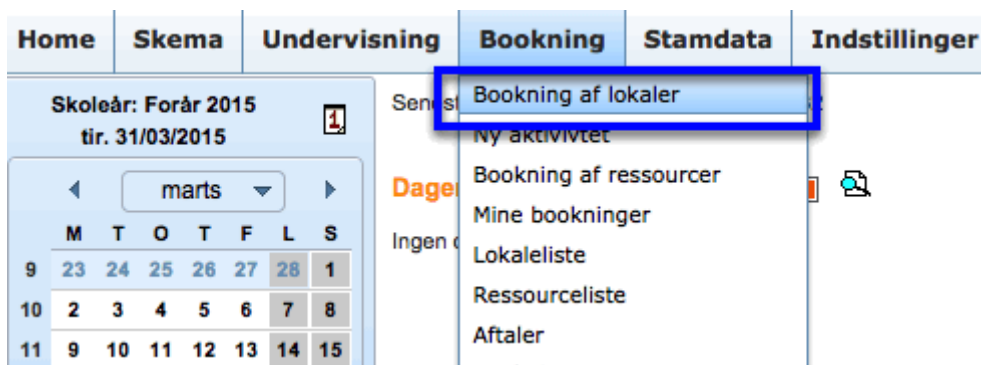 Home Skema Undervisning Bookning Stamdata Indstillinger
Skoleår: Forår 2015
tir. 31/03/2015
1
marts
M T O T F L S
9 23 24 25 26 27 28 1
10 2 3 4 5 6 7 8
11 9 10 11 12 13 14 15
Bookning af lokaler
Ny aktivivtet
Bookning af ressourcer
Mine bookninger
Lokaleliste
Ressourceliste
Aftaler
Ingen